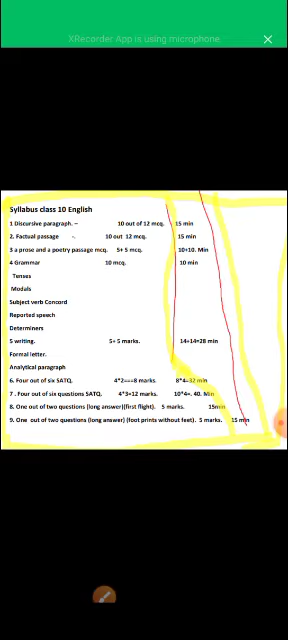 XRecorder App is using microphone
Syllabus class 10 English
1 Discursive paragraph. – 10 out of 12 mcq. 15 min
2. Factual passage -. 10 out 12 mcq. 15 min
3 a prose and a poetry passage mcq. 5+ 5 mcq. 10+10. Min
4 Grammar 10 mcq. 10 min
Tenses
Modals
Subject verb Concord
Reported speech
Determiners
5 writing. 5+ 5 marks. 14+14=28 min
Formal letter.
Analytical paragraph
6. Four out of six SATQ. 4*2===8 marks. 8*4=32 min
7 . Four out of six questions SATQ. 4*3=12 marks. 10*4=. 40. Min
8. One out of two questions (long answer)(first flight). 5 marks. 15min
9. One out of two questions (long answer) (foot prints without feet). 5 marks. 15 min